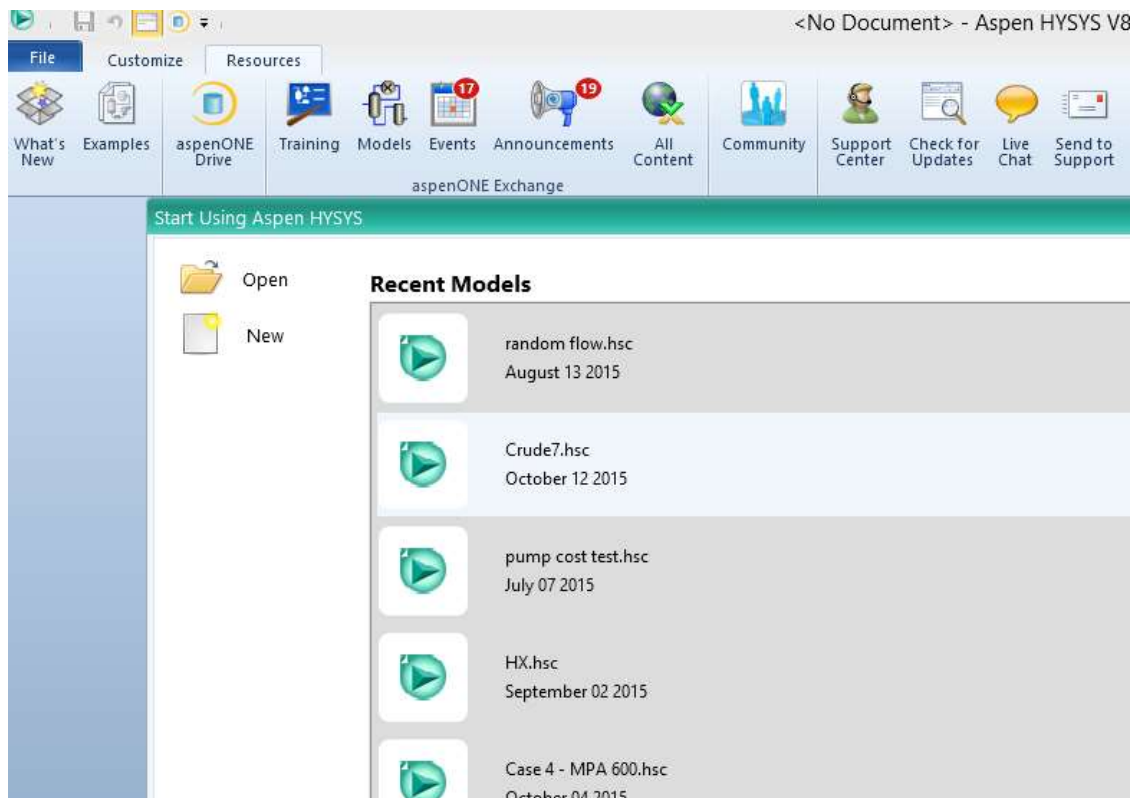 <No Document> - Aspen HYSYS V8
File Customize Resources
17
19
What's New
Examples
aspenONE Drive
Training
Models
Events
Announcements
All Content
Community
Support Center
Check for Updates
Live Chat
Send to Support
aspenONE Exchange
Start Using Aspen HYSYS
Open
New
Recent Models
random flow.hsc
August 13 2015
Crude7.hsc
October 12 2015
pump cost test.hsc
July 07 2015
HX.hsc
September 02 2015
Case 4 - MPA 600.hsc
October 04 2015